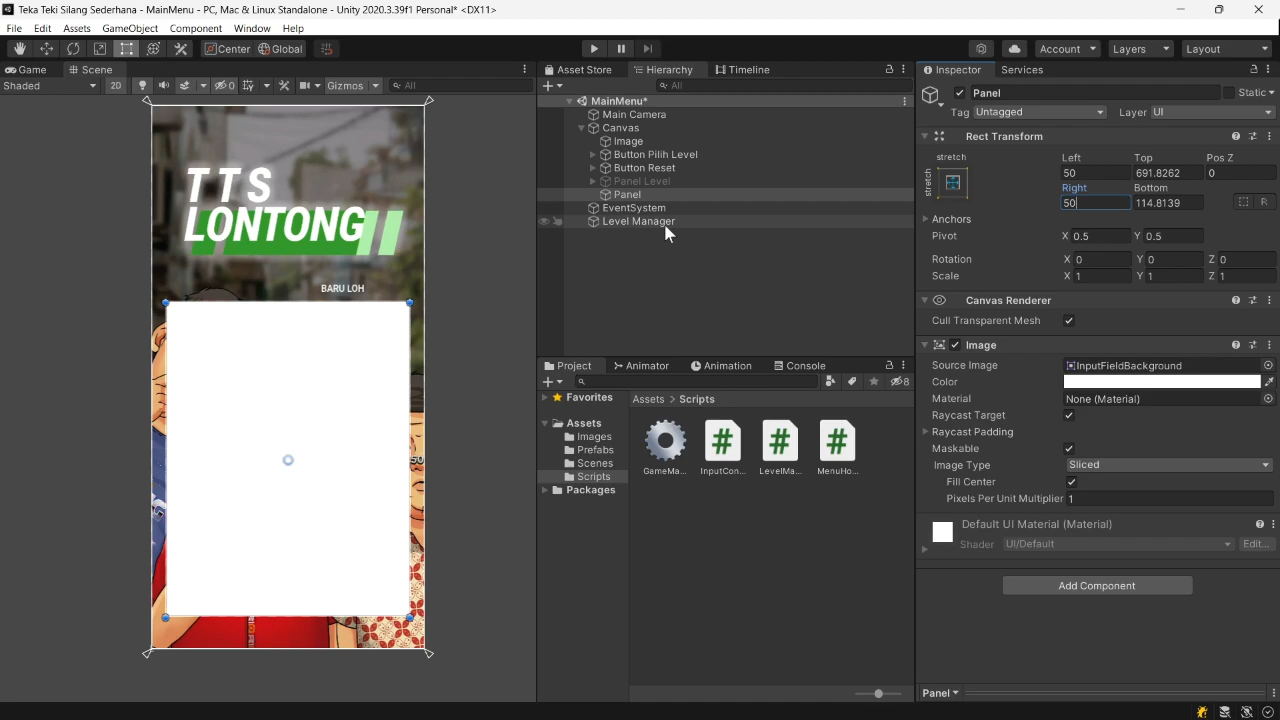 Teka Teki Silang Sederhana - MainMenu - PC, Mac & Linux Standalone - Unity 2020.3.39f1 Personal* <DX11>
File Edit Assets GameObject Component Window Help
Center Global Account Layers Layout
Game Scene Asset Store Hierarchy Timeline Inspector Services
Shaded 2D 0 Gizmos All
All
MainMenu*
Main Camera
Canvas
Image
Button Pilih Level
Button Reset
Panel Level
Panel
EventSystem
Level Manager
TTS
LONTONG
BARU LOH
50
Project Animator Animation Console
8
Favorites
Assets
Images
Prefabs
Scenes
Scripts
Packages
Assets > Scripts
GameMa... InputCon... LevelMa... MenuHo...
Panel Static
Tag Untagged Layer UI
Rect Transform
stretch
stretch
Left Top Pos Z
50 691.8262 0
Right Bottom
50 114.8139 R
Anchors
Pivot X 0.5 Y 0.5
Rotation X 0 Y 0 Z 0
Scale X 1 Y 1 Z 1
Canvas Renderer
Cull Transparent Mesh
Image
Source Image InputFieldBackground
Color
Material None (Material)
Raycast Target
Raycast Padding
Maskable
Image Type Sliced
Fill Center
Pixels Per Unit Multiplier 1
Default UI Material (Material)
Shader UI/Default Edit...
Add Component
Panel